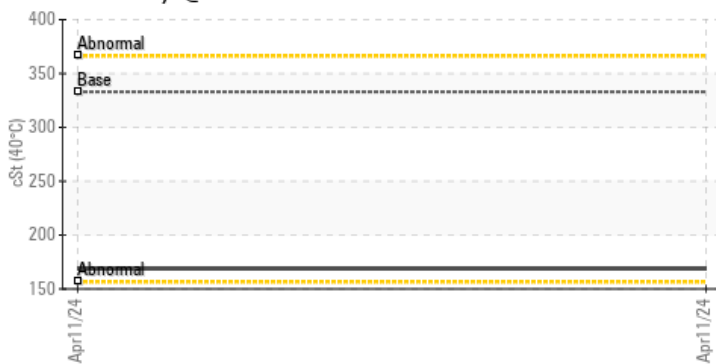 400
Abnormal
350
Base
300
cSt (40°C)
250
200
Abnormal
150
Apr11/24
Apr11/24